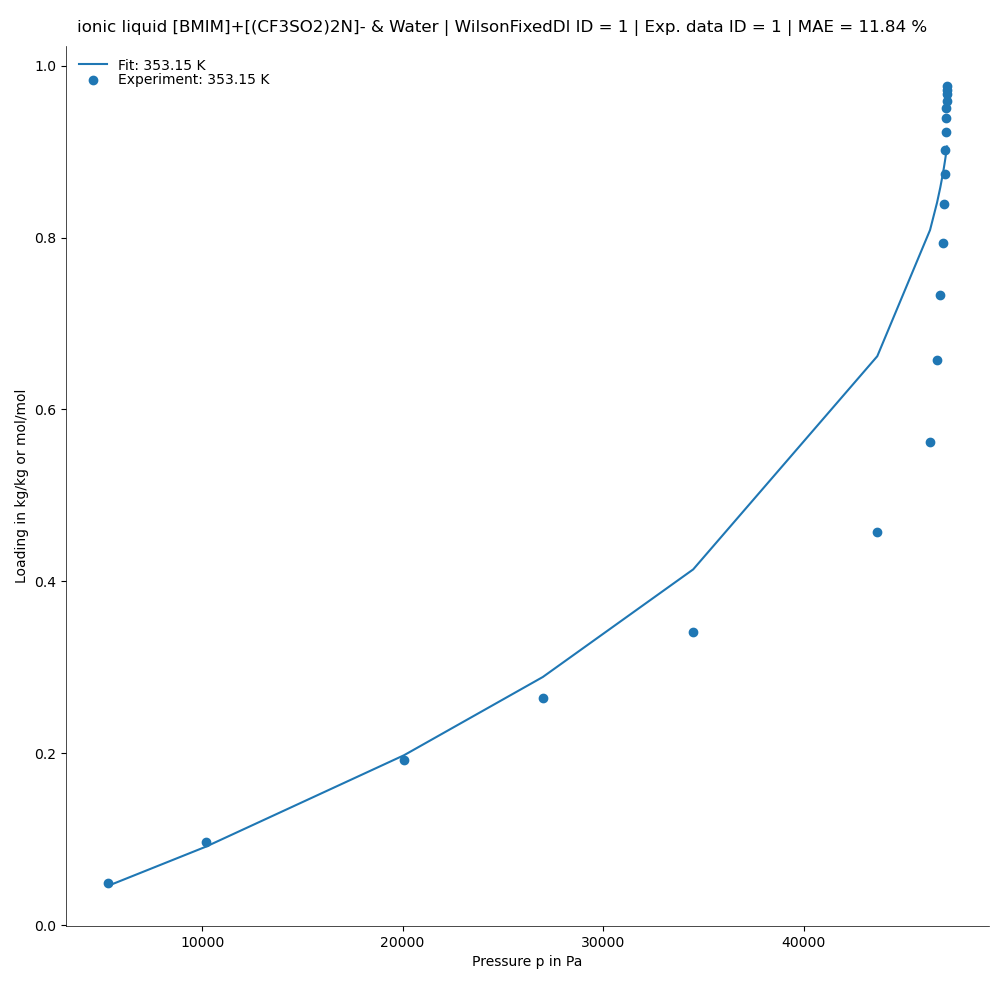 ionic liquid [BMIM]+[(CF3SO2)2N]- & Water | WilsonFixedDl ID = 1 | Exp. data ID = 1 | MAE = 11.84 %
Fit: 353.15 K
Experiment: 353.15 K
1.0
0.8
0.6
0.4
0.2
0.0
Loading in kg/kg or mol/mol
10000
20000
30000
40000
Pressure p in Pa